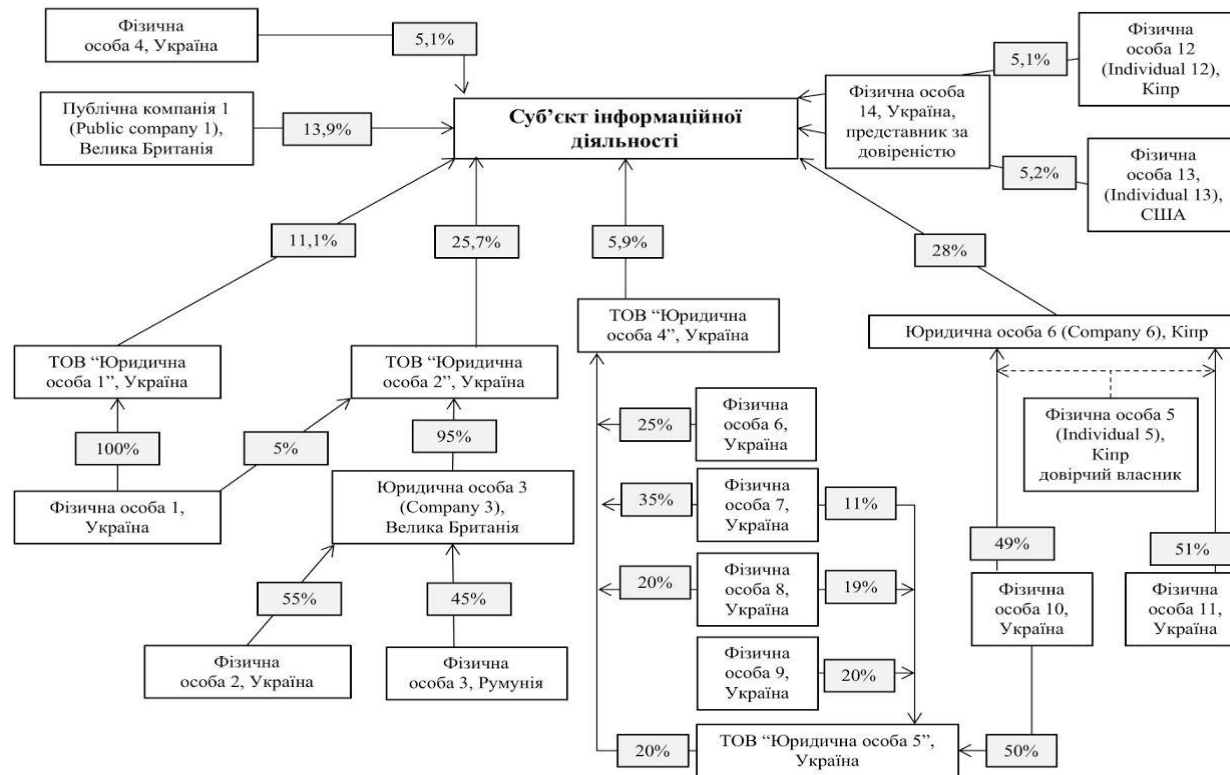 Фізична
особа 4, Україна
5,1%
Публічна компанія 1
(Public company 1),
Велика Британія
13,9%
Суб’єкт інформаційної
діяльності
Фізична особа
14, Україна,
представник за
довіреністю
5,1%
Фізична
особа 12
(Individual 12),
Кіпр
5,2%
Фізична
особа 13,
(Individual 13),
США
11,1%
25,7%
5,9%
28%
ТОВ “Юридична
особа 1”, Україна
ТОВ “Юридична
особа 2”, Україна
ТОВ “Юридична
особа 4”, Україна
Юридична особа 6 (Company 6), Кіпр
100%
5%
95%
Фізична особа 1,
Україна
Юридична особа 3
(Company 3),
Велика Британія
55%
45%
Фізична
особа 2, Україна
Фізична
особа 3, Румунія
25%
Фізична
особа 6,
Україна
35%
Фізична
особа 7,
Україна
11%
20%
Фізична
особа 8,
Україна
19%
Фізична
особа 9,
Україна
20%
20%
ТОВ “Юридична особа 5”,
Україна
50%
Фізична
особа 5
(Individual 5),
Кіпр
довірчий власник
49%
51%
Фізична
особа 10,
Україна
Фізична
особа 11,
Україна